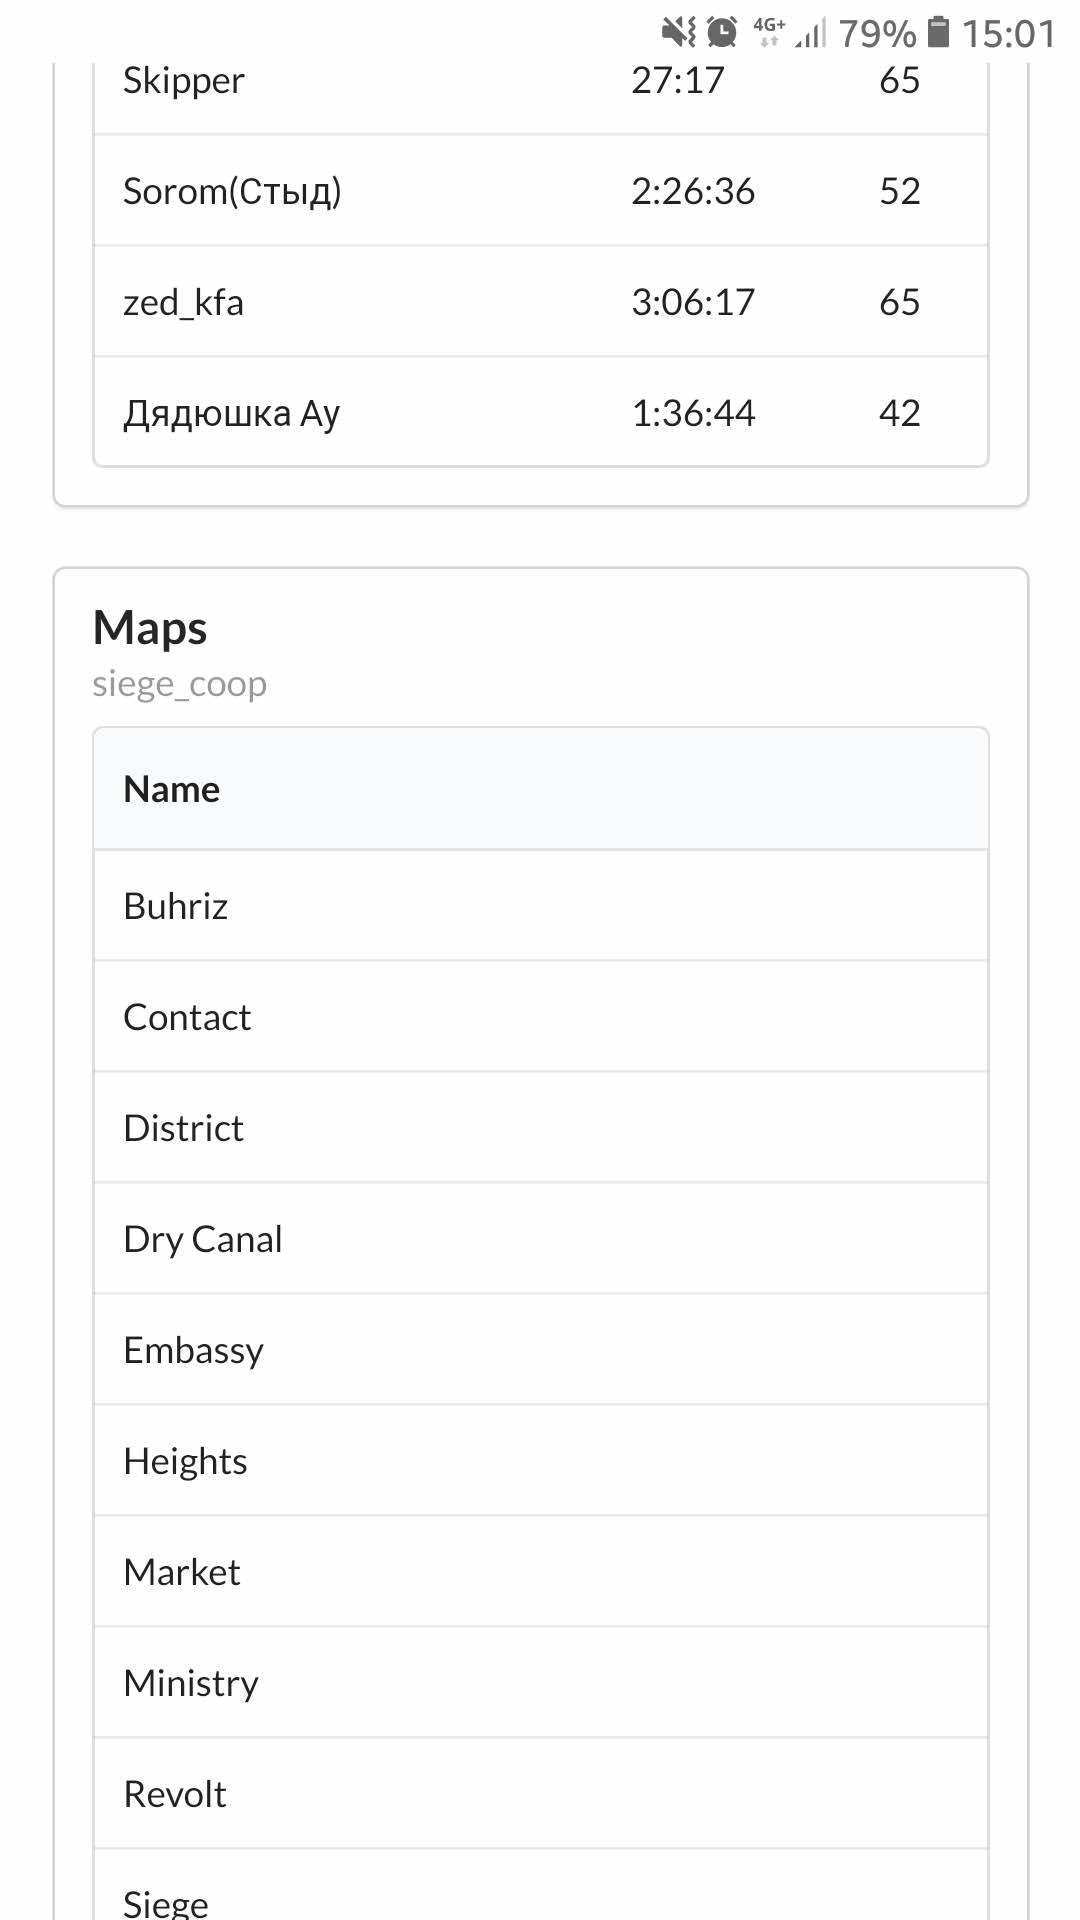 4G+ 79% 15:01
Skipper 27:17 65
Sorom(Стыд) 2:26:36 52
zed_kfa 3:06:17 65
Дядюшка Ау 1:36:44 42
Maps
siege_coop
Name
Buhriz
Contact
District
Dry Canal
Embassy
Heights
Market
Ministry
Revolt
Siege